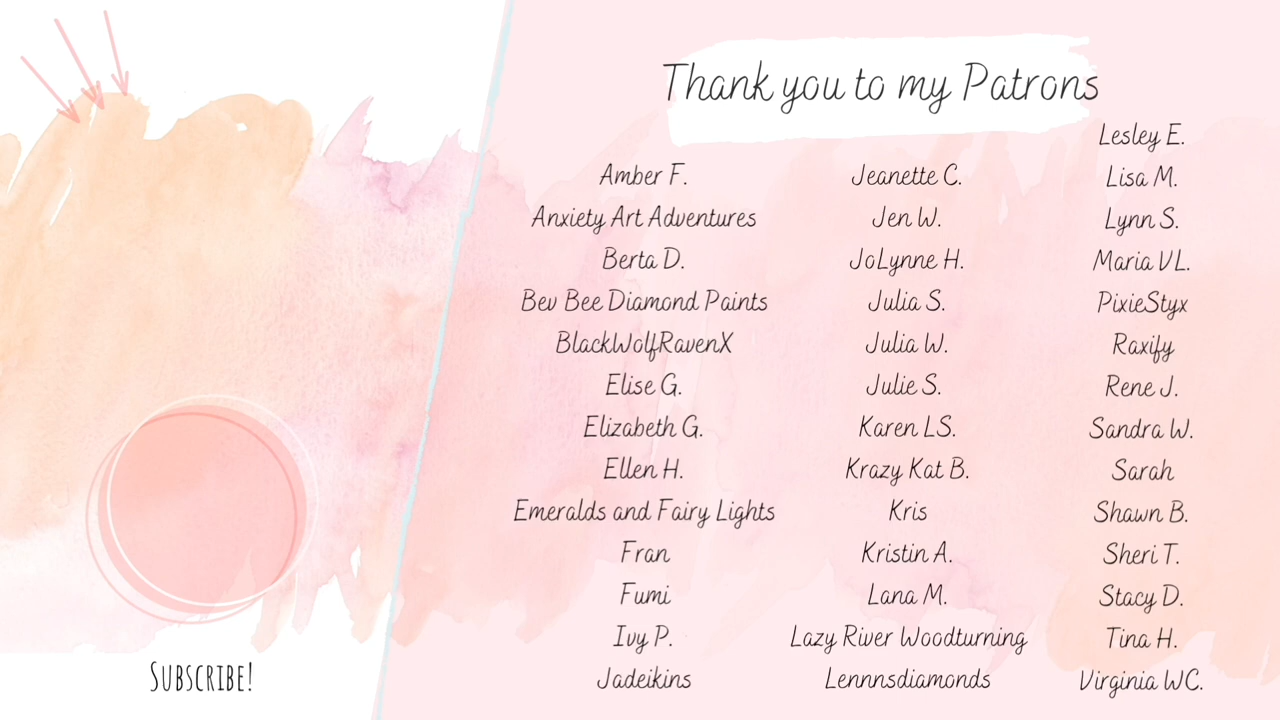 Thank you to my Patrons
Amber F.
Anxiety Art Adventures
Berta D.
Bev Bee Diamond Paints
BlackWolfRavenX
Elise G.
Elizabeth G.
Ellen H.
Emeralds and Fairy Lights
Fran
Fumi
Ivy P.
Jadeikins
Jeanette C.
Jen W.
JoLynne H.
Julia S.
Julia W.
Julie S.
Karen LS.
Krazy Kat B.
Kris
Kristin A.
Lana M.
Lazy River Woodturning
Lennnsdiamonds
Lesley E.
Lisa M.
Lynn S.
Maria VL.
PixieStyx
Raxify
Rene J.
Sandra W.
Sarah
Shawn B.
Sheri T.
Stacy D.
Tina H.
Virginia WC.
Subscribe!